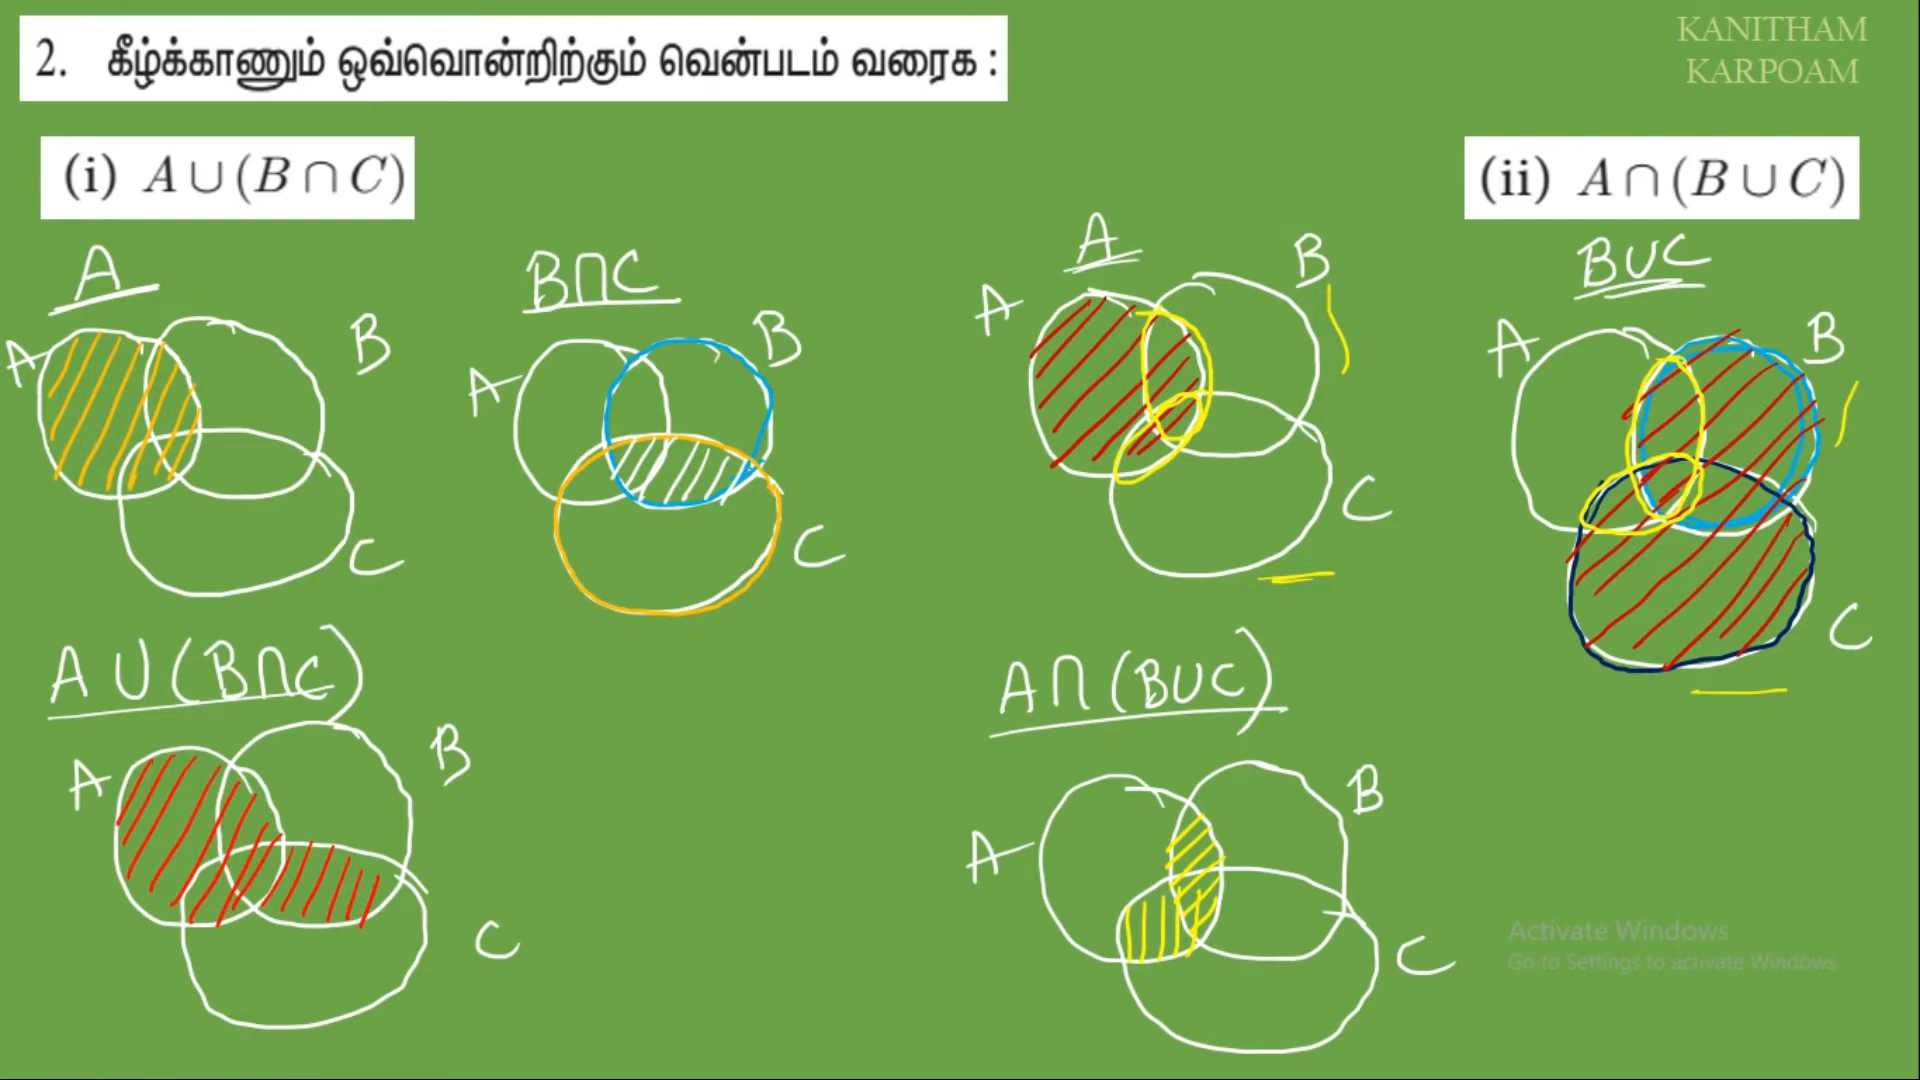 KANITHAM
KARPOAM
2. கீழ்க்காணும் ஒவ்வொன்றிற்கும் வென்படம் வரைக :
(i) A∪(B∩C)
(ii) A∩(B∪C)
A
A
B
C
B∩C
A
B
C
A
A
B
C
B∪C
A
B
C
A∪(B∩C)
A
B
C
A∩(B∪C)
A
B
C
Activate Windows
Go to Settings to activate Windows.